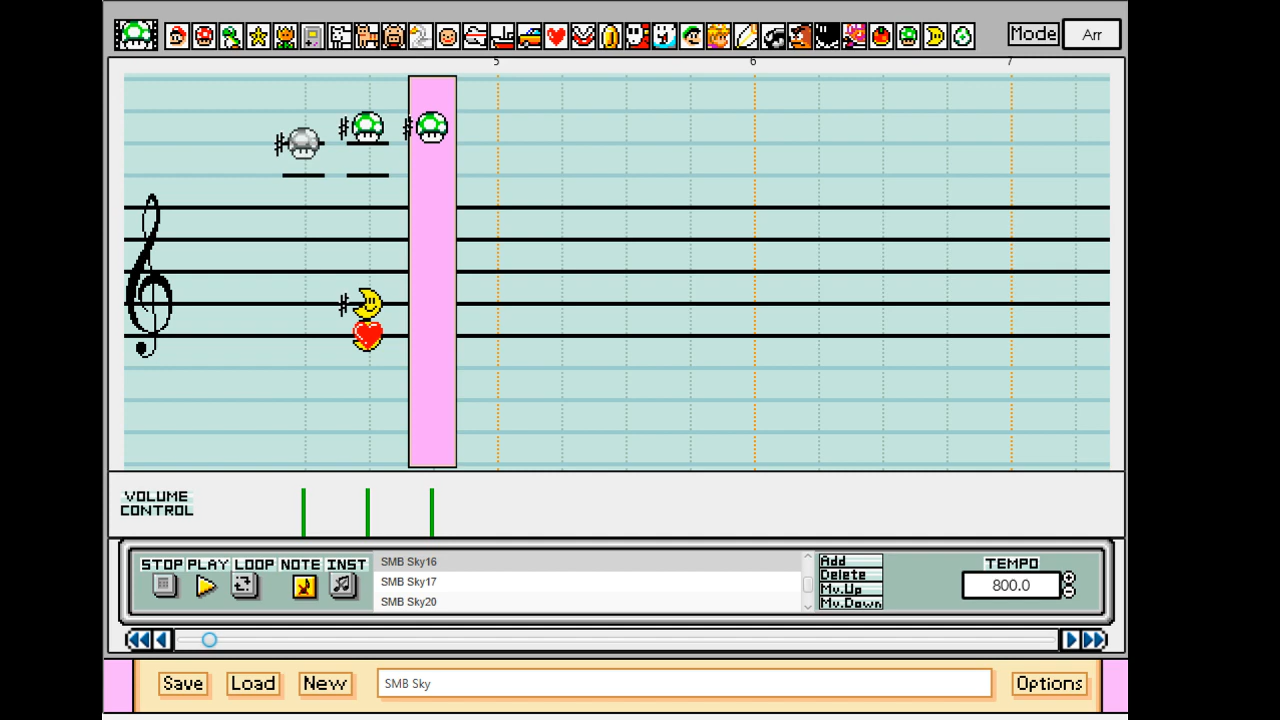 Mode Arr
5 6 7
VOLUME
CONTROL
STOP PLAY LOOP NOTE INST
SMB Sky16
SMB Sky17
SMB Sky20
Add
Delete
Mv.Up
Mv.Down
TEMPO
800.0
Save Load New SMB Sky Options